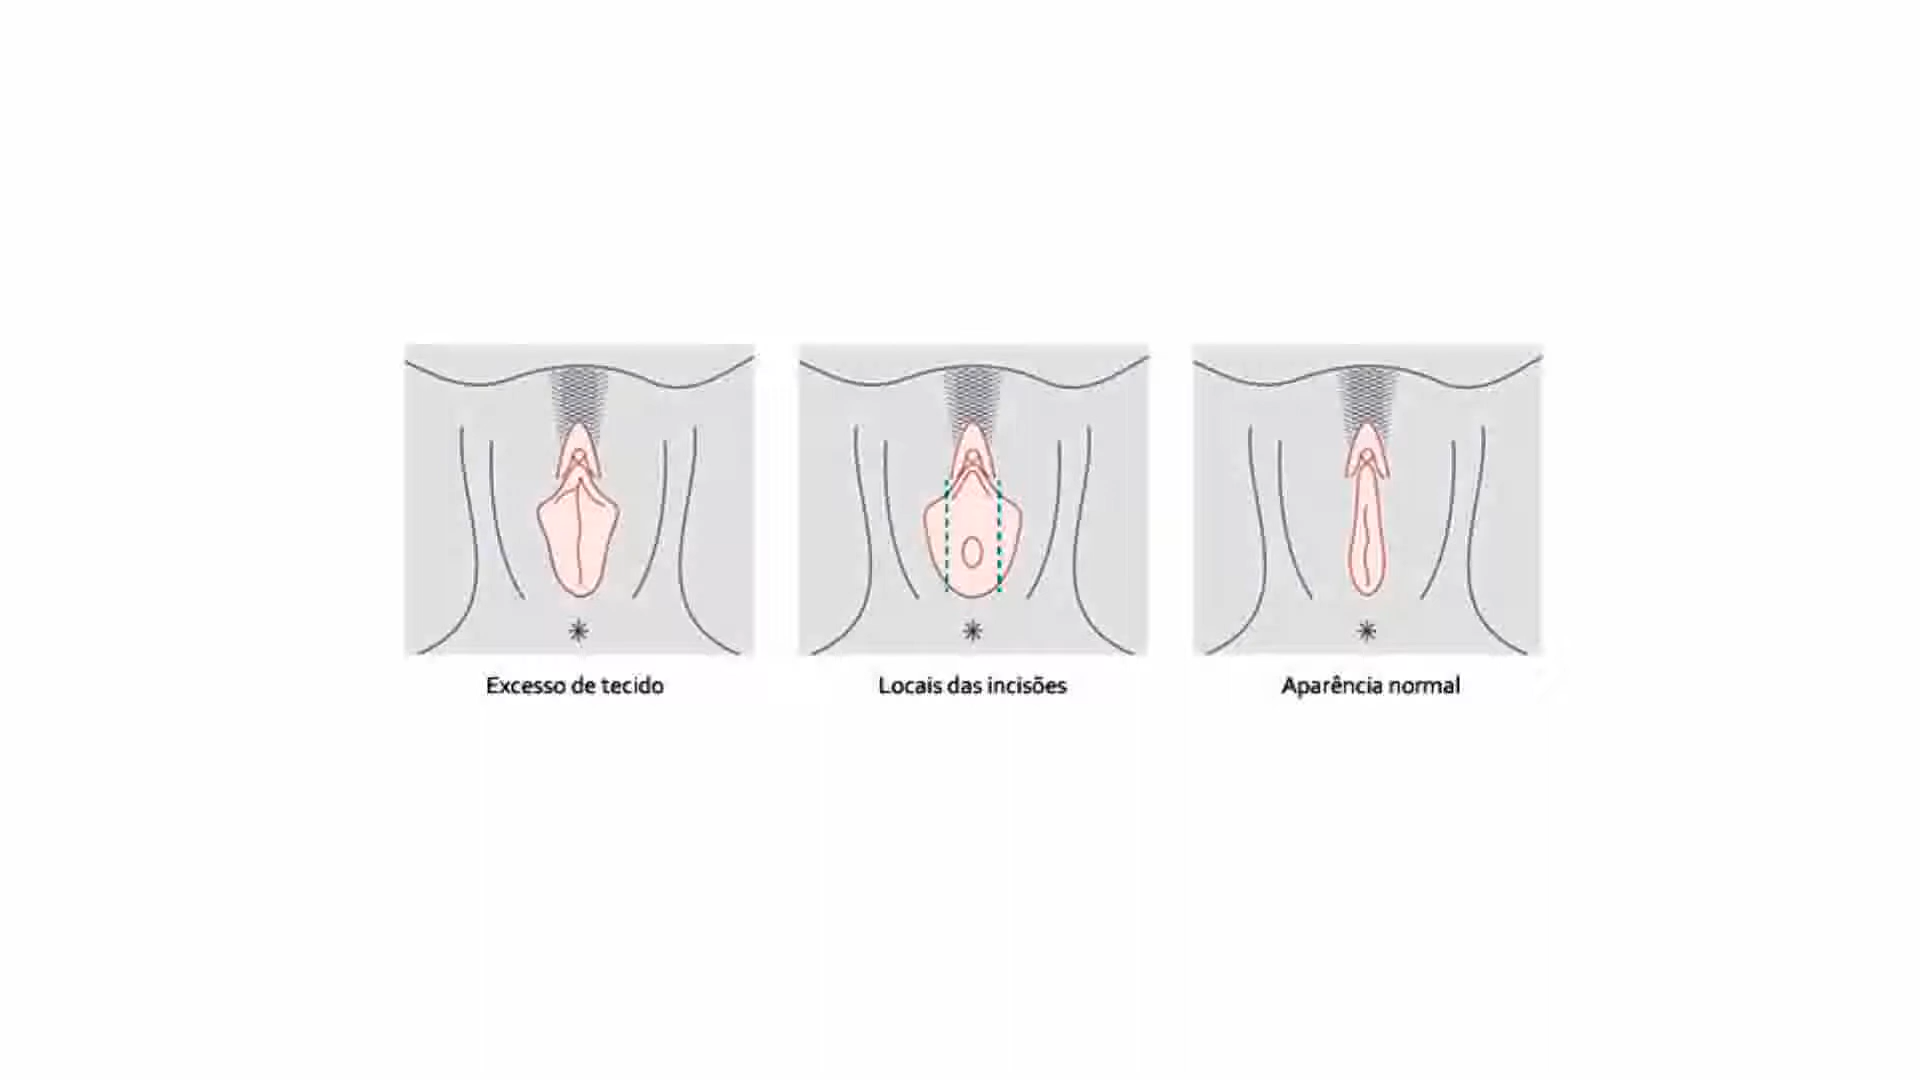 Excesso de tecido
Locais das incisões
Aparência normal